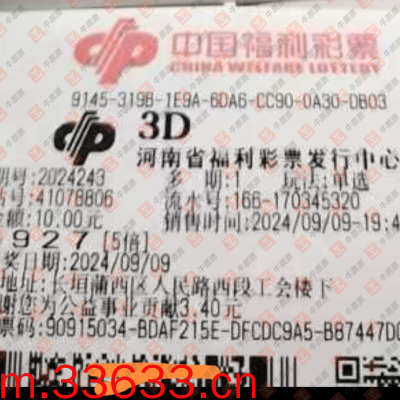 中国福利彩票
CHINA WELFARE LOTTERY
9145-319B-1E9A-6DA6-CC90-0A30-DB03
3D
河南省福利彩票发行中心
期号:2024243 多期:1 玩法:单选
号:41078806 流水号:166-170345320
金额:10.00元 销售时间:2024/09/09-19:4
927 [5倍]
奖日期:2024/09/09
地址:长垣蒲西区人民路西段工会楼下
谢您为公益事业贡献3.40元
票码:90915034-BDAF215E-DFCDC9A5-B87447D0
m.33633.cn